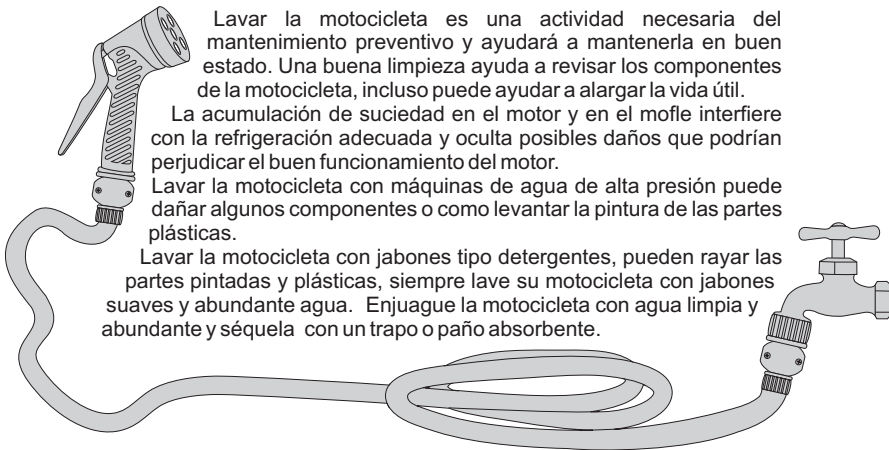 Lavar la motocicleta es una actividad necesaria del
mantenimiento preventivo y ayudará a mantenerla en buen
estado. Una buena limpieza ayuda a revisar los componentes
de la motocicleta, incluso puede ayudar a alargar la vida útil.
La acumulación de suciedad en el motor y en el mofle interfiere
con la refrigeración adecuada y oculta posibles daños que podrían
perjudicar el buen funcionamiento del motor.
Lavar la motocicleta con máquinas de agua de alta presión puede
dañar algunos componentes o como levantar la pintura de las partes
plásticas.
Lavar la motocicleta con jabones tipo detergentes, pueden rayar las
partes pintadas y plásticas, siempre lave su motocicleta con jabones
suaves y abundante agua. Enjuague la motocicleta con agua limpia y
abundante y séquela con un trapo o paño absorbente.